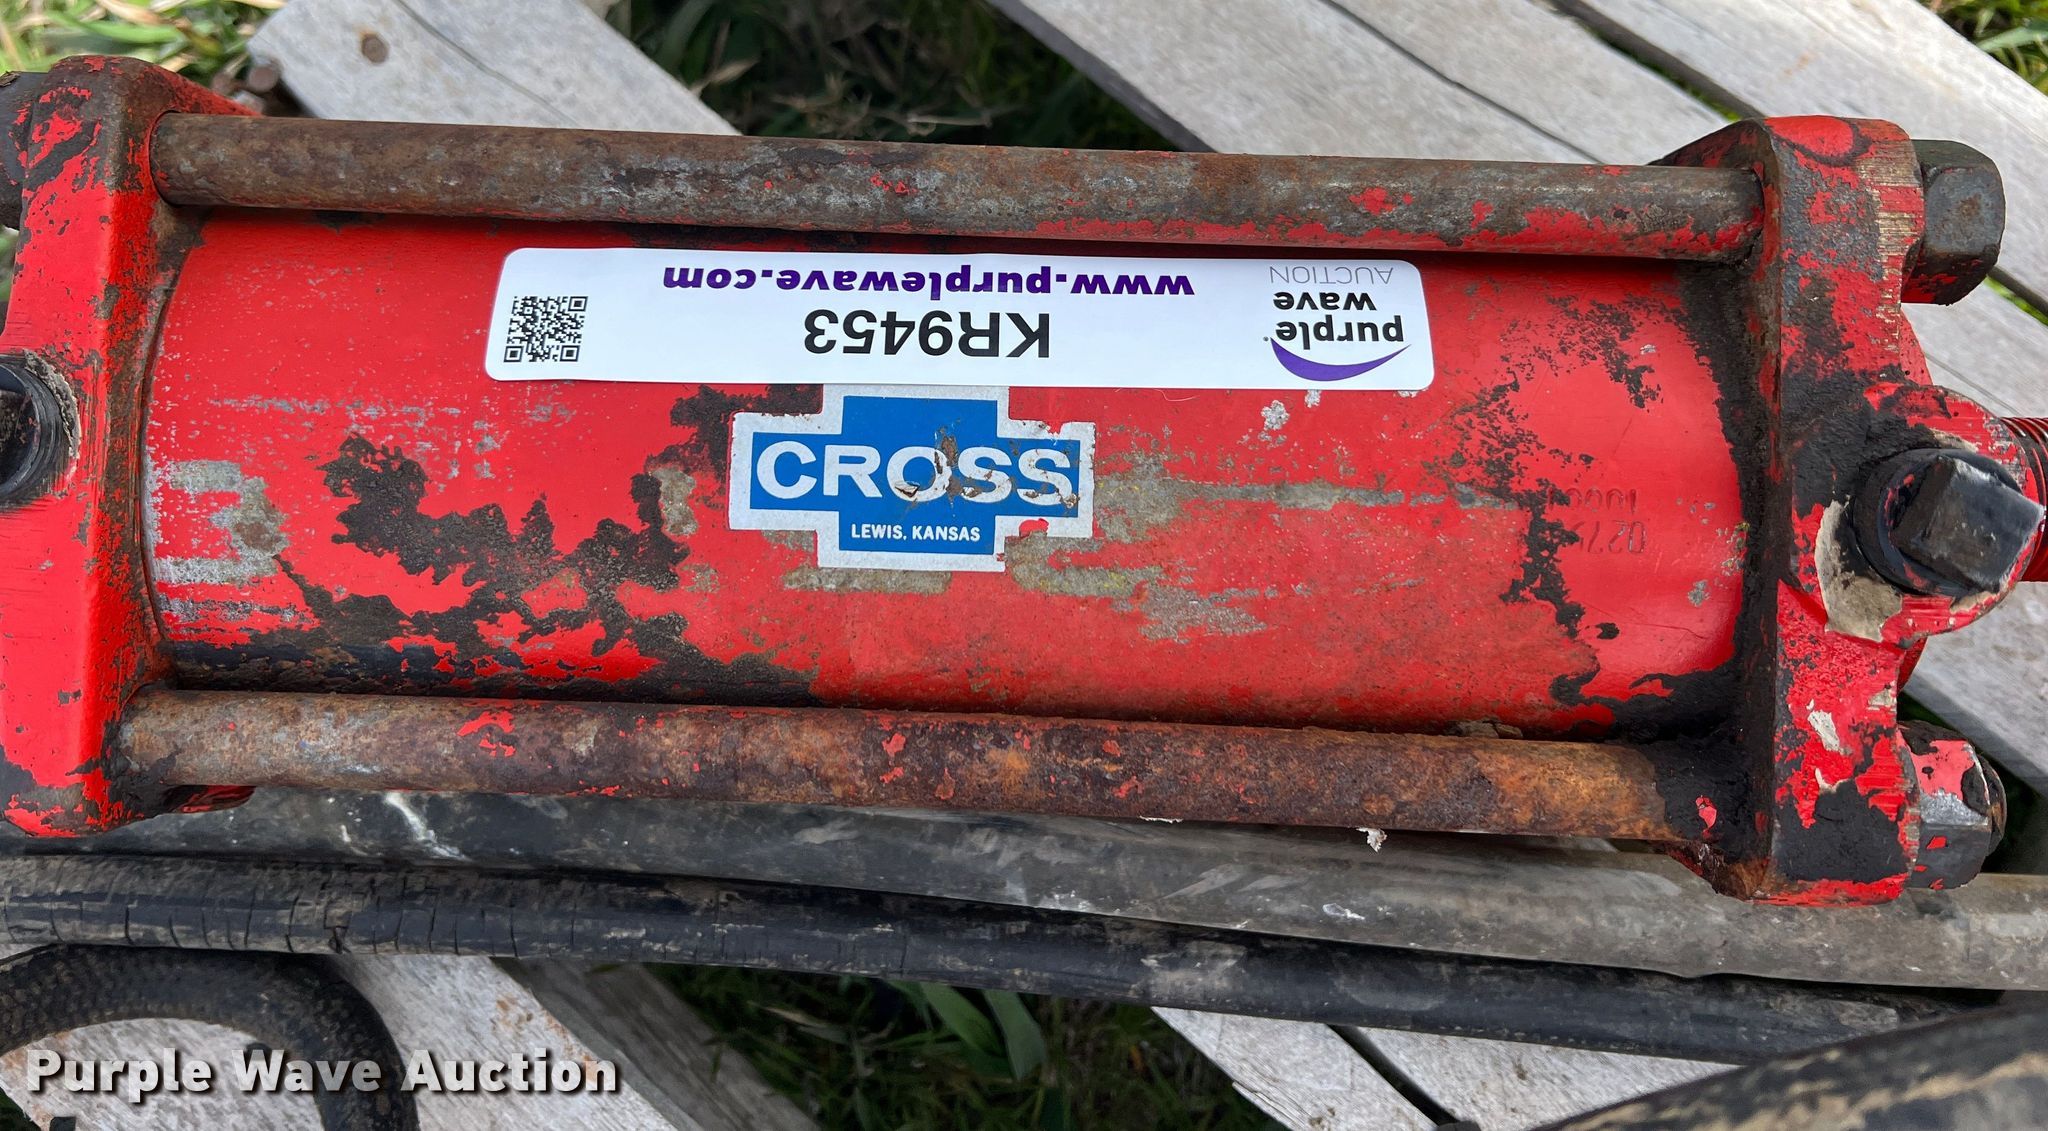 www.purplewave.com
KR9453
purple
wave
AUCTION
CROSS
LEWIS, KANSAS
Purple Wave Auction